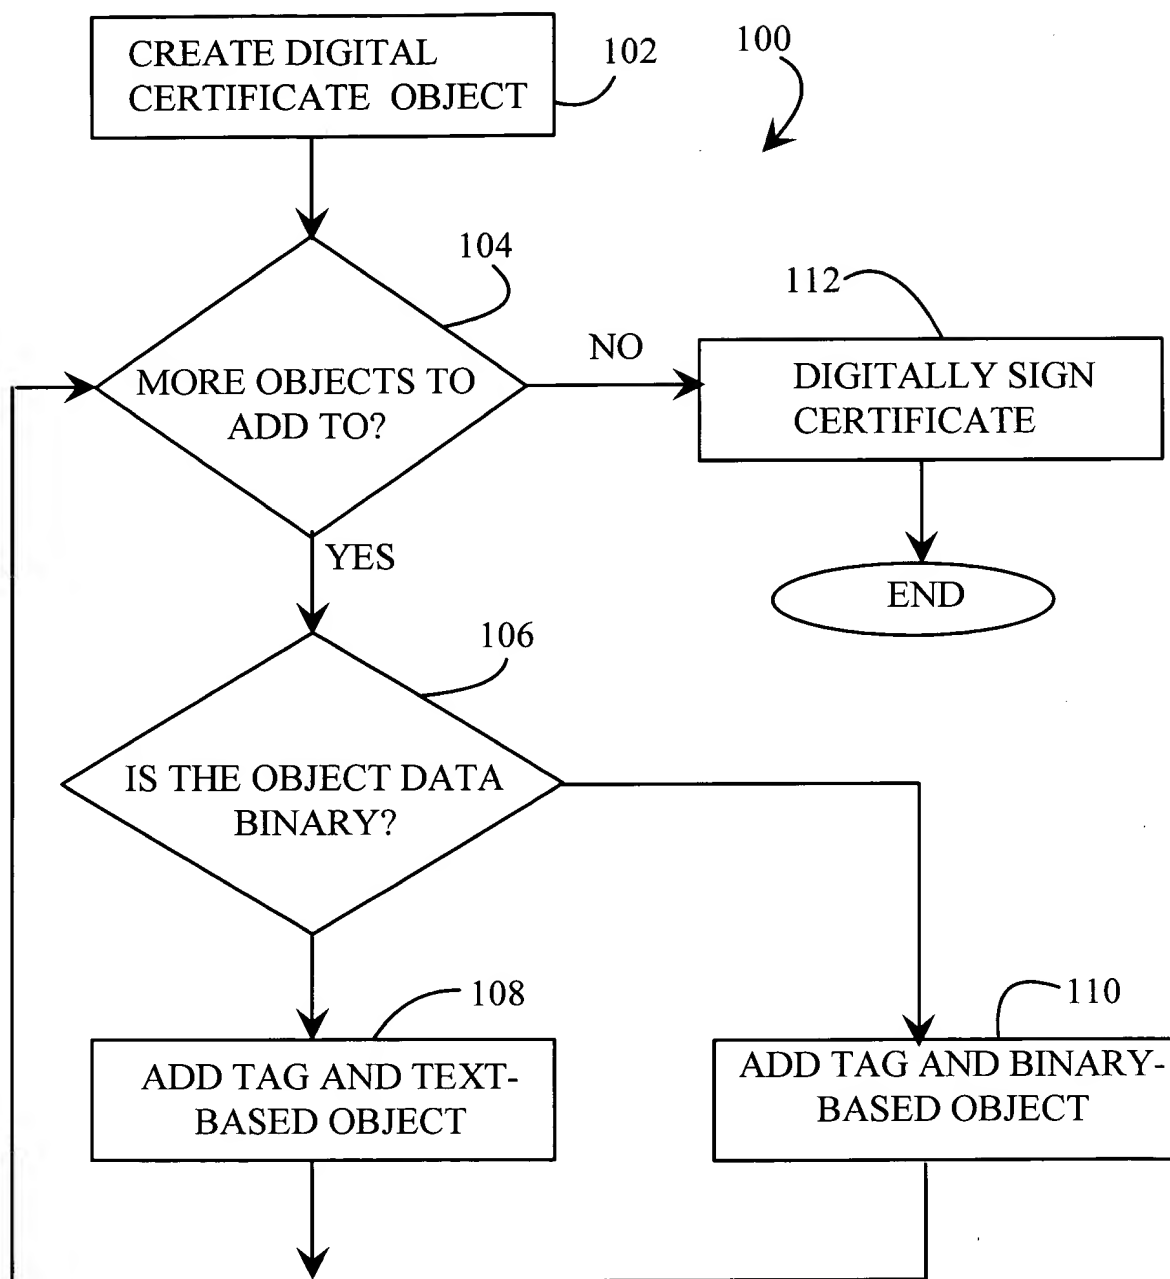 CREATE DIGITAL
CERTIFICATE OBJECT
102
100
104
112
MORE OBJECTS TO
ADD TO?
NO
DIGITALLY SIGN
CERTIFICATE
YES
END
106
IS THE OBJECT DATA
BINARY?
108
110
ADD TAG AND TEXT-
BASED OBJECT
ADD TAG AND BINARY-
BASED OBJECT